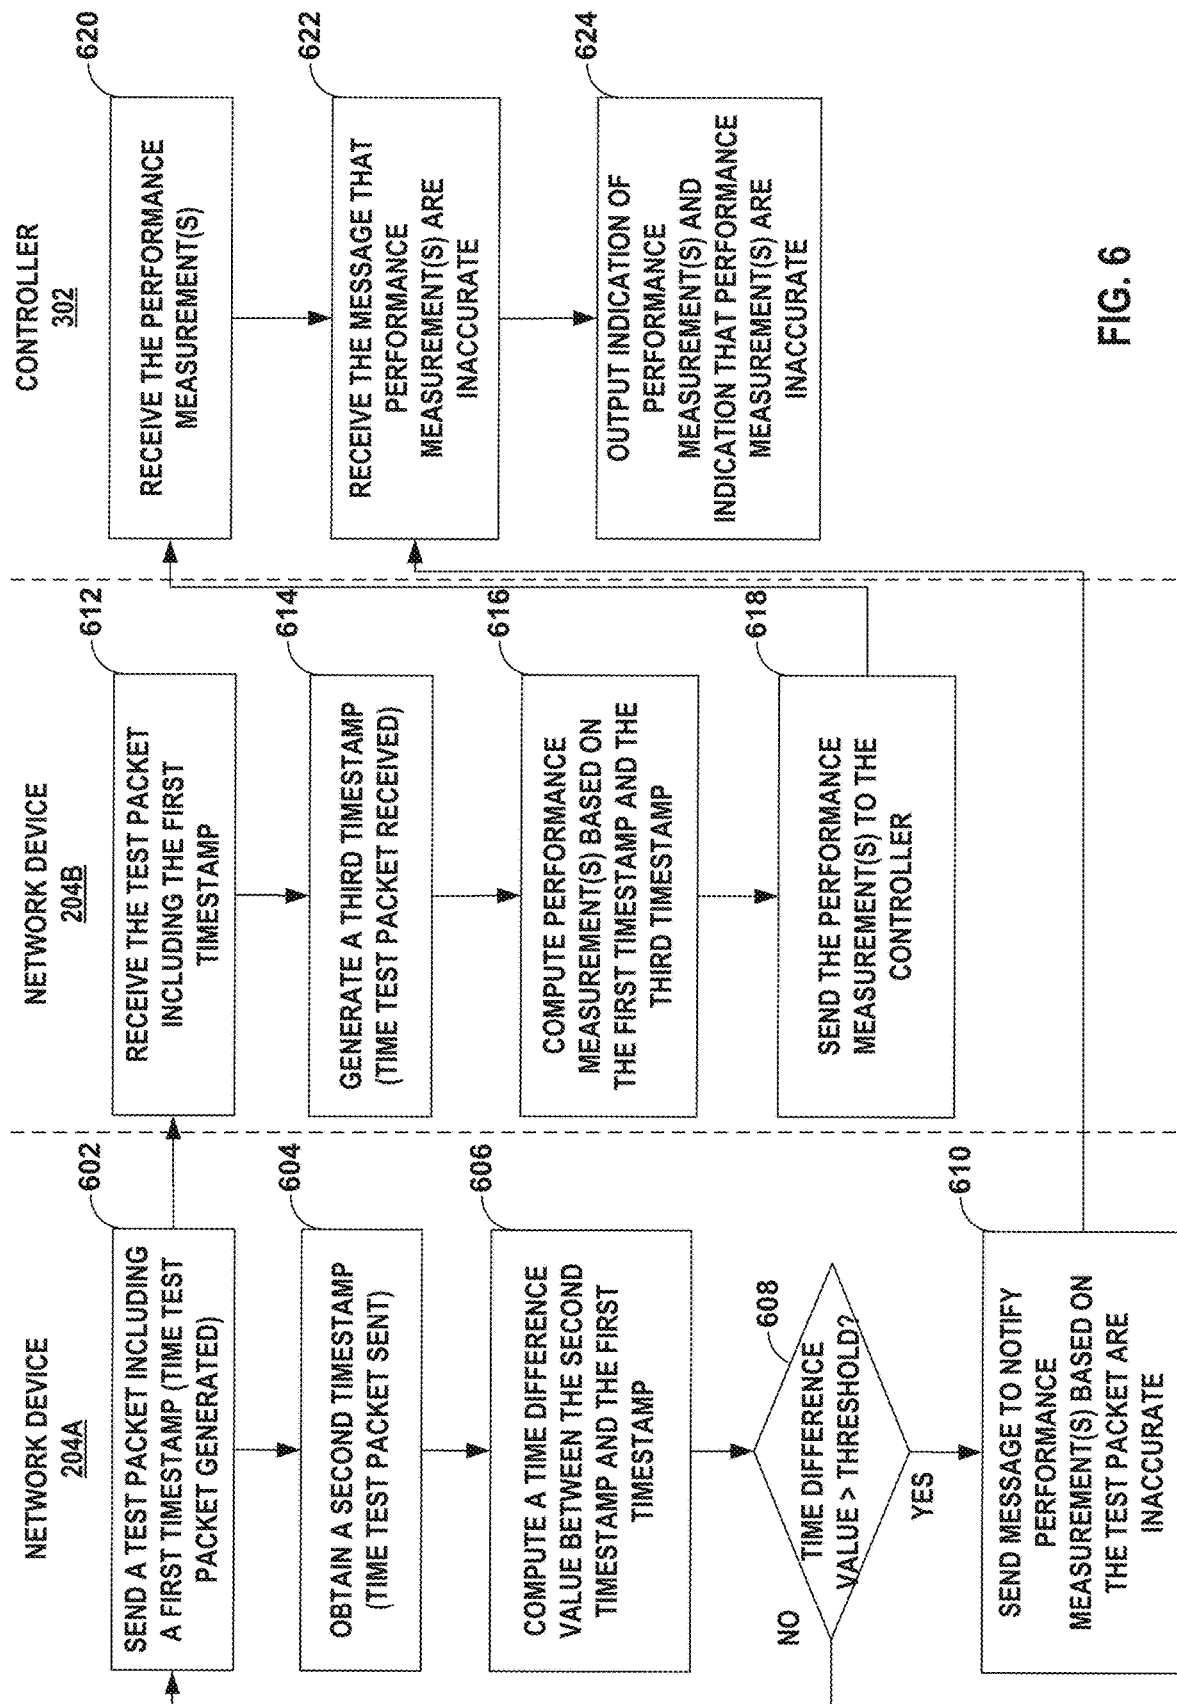 NETWORK DEVICE
204A
602
SEND A TEST PACKET INCLUDING
A FIRST TIMESTAMP (TIME TEST
PACKET GENERATED)
604
OBTAIN A SECOND TIMESTAMP
(TIME TEST PACKET SENT)
606
COMPUTE A TIME DIFFERENCE
VALUE BETWEEN THE SECOND
TIMESTAMP AND THE FIRST
TIMESTAMP
608
TIME DIFFERENCE
VALUE > THRESHOLD?
NO
YES
610
SEND MESSAGE TO NOTIFY
PERFORMANCE
MEASUREMENT(S) BASED ON
THE TEST PACKET ARE
INACCURATE
NETWORK DEVICE
204B
612
RECEIVE THE TEST PACKET
INCLUDING THE FIRST
TIMESTAMP
614
GENERATE A THIRD TIMESTAMP
(TIME TEST PACKET RECEIVED)
616
COMPUTE PERFORMANCE
MEASUREMENT(S) BASED ON
THE FIRST TIMESTAMP AND THE
THIRD TIMESTAMP
618
SEND THE PERFORMANCE
MEASUREMENT(S) TO THE
CONTROLLER
CONTROLLER
302
620
RECEIVE THE PERFORMANCE
MEASUREMENT(S)
622
RECEIVE THE MESSAGE THAT
PERFORMANCE
MEASUREMENT(S) ARE
INACCURATE
624
OUTPUT INDICATION OF
PERFORMANCE
MEASUREMENT(S) AND
INDICATION THAT PERFORMANCE
MEASUREMENT(S) ARE
INACCURATE
FIG. 6